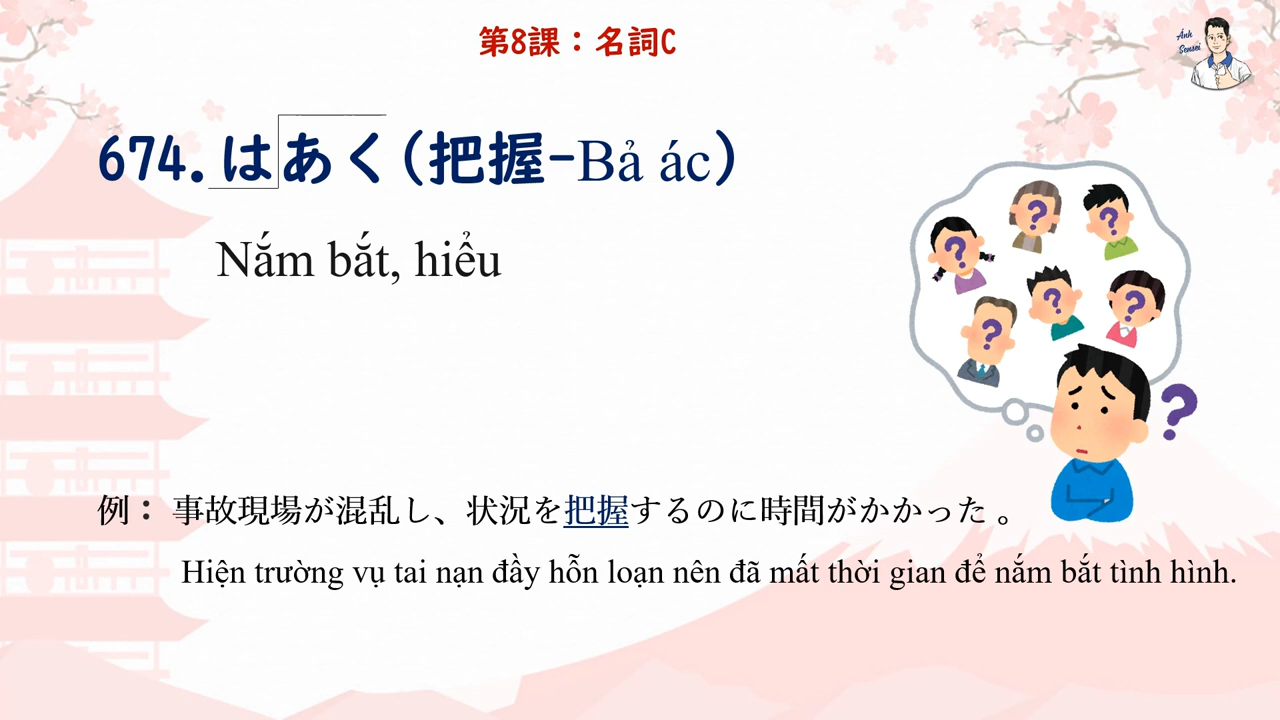 第8課：名詞C
Ánh
Sensei
674.はあく(把握-Bả ác)
Nắm bắt, hiểu
? ? ? ? ? ? ?
例： 事故現場が混乱し、状況を把握するのに時間がかかった 。
Hiện trường vụ tai nạn đầy hỗn loạn nên đã mất thời gian để nắm bắt tình hình.